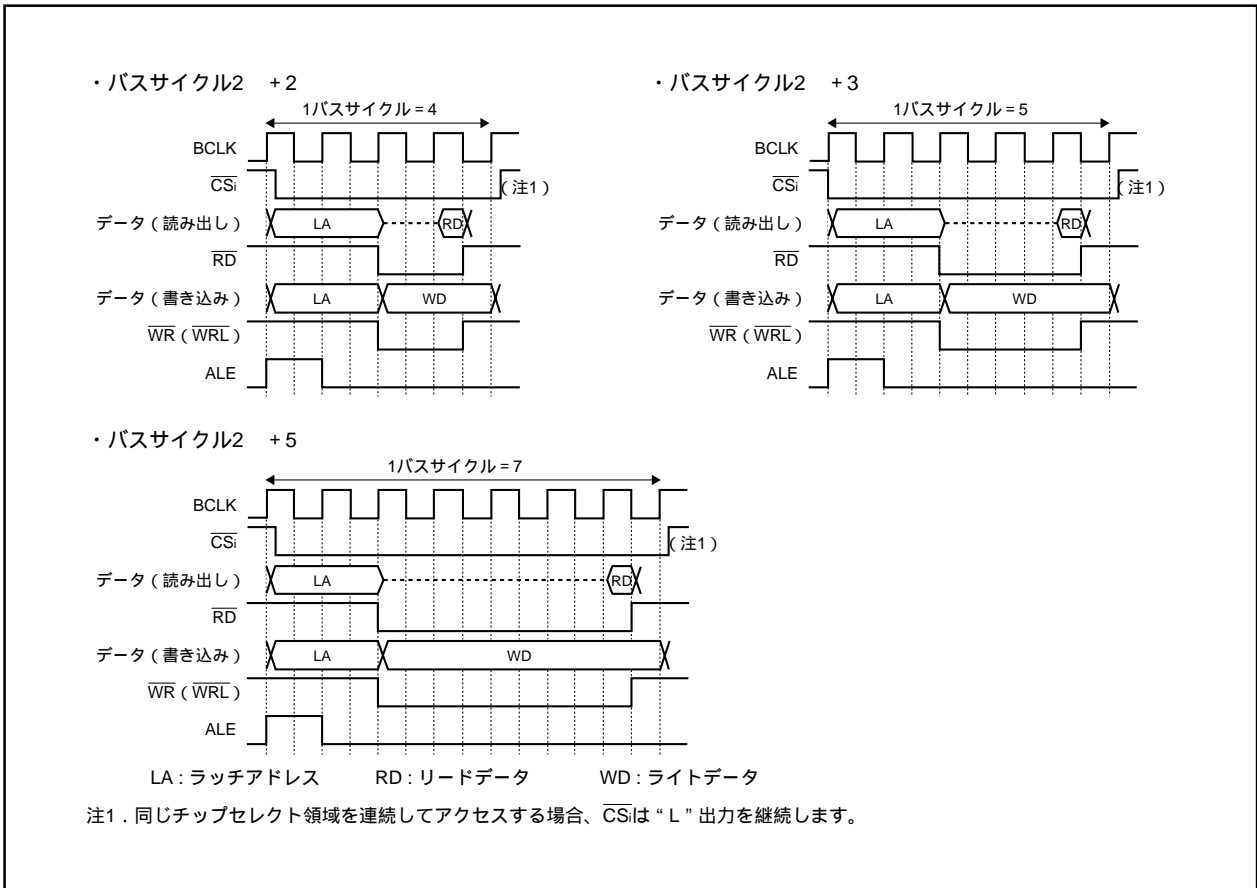 ・バスサイクル2 +2
1バスサイクル = 4
BCLK
CSi
(注1)
データ(読み出し)
LA
RD
RD
データ(書き込み)
LA
WD
WR (WRL)
ALE
・バスサイクル2 +3
1バスサイクル = 5
BCLK
CSi
(注1)
データ(読み出し)
LA
RD
RD
データ(書き込み)
LA
WD
WR (WRL)
ALE
・バスサイクル2 +5
1バスサイクル = 7
BCLK
CSi
(注1)
データ(読み出し)
LA
RD
RD
データ(書き込み)
LA
WD
WR (WRL)
ALE
LA : ラッチアドレス RD : リードデータ WD : ライトデータ
注1. 同じチップセレクト領域を連続してアクセスする場合、CSiは“L”出力を継続します。